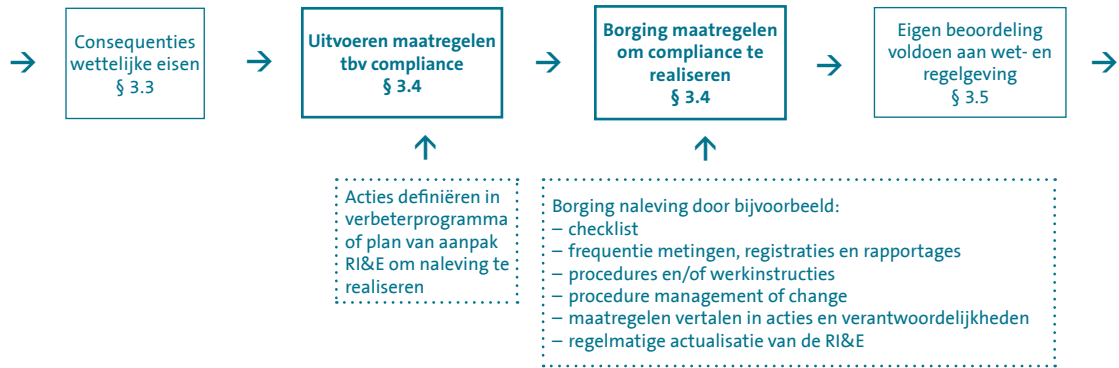 Consequenties
wettelijke eisen
§ 3.3
Uitvoeren maatregelen
tbv compliance
§ 3.4
Borging maatregelen
om compliance te
realiseren
§ 3.4
Eigen beoordeling
voldoen aan wet- en
regelgeving
§ 3.5
Acties definiëren in
verbeterprogramma
of plan van aanpak
RI&E om naleving te
realiseren
Borging naleving door bijvoorbeeld:
– checklist
– frequentie metingen, registraties en rapportages
– procedures en/of werkinstructies
– procedure management of change
– maatregelen vertalen in acties en verantwoordelijkheden
– regelmatige actualisatie van de RI&E